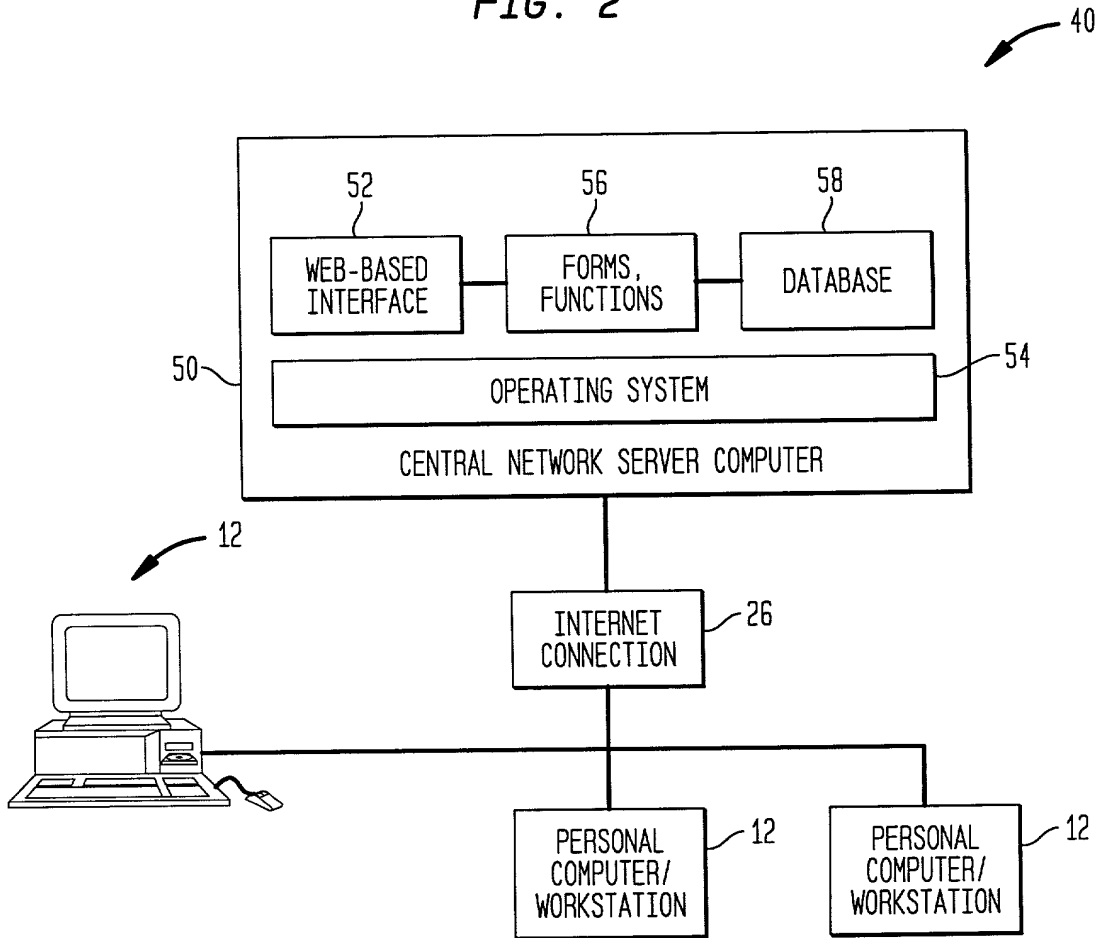 FIG. 2
40
52
56
58
WEB-BASED
INTERFACE
FORMS,
FUNCTIONS
DATABASE
50
54
OPERATING SYSTEM
CENTRAL NETWORK SERVER COMPUTER
12
INTERNET
CONNECTION
26
PERSONAL
COMPUTER/
WORKSTATION
12
PERSONAL
COMPUTER/
WORKSTATION
12